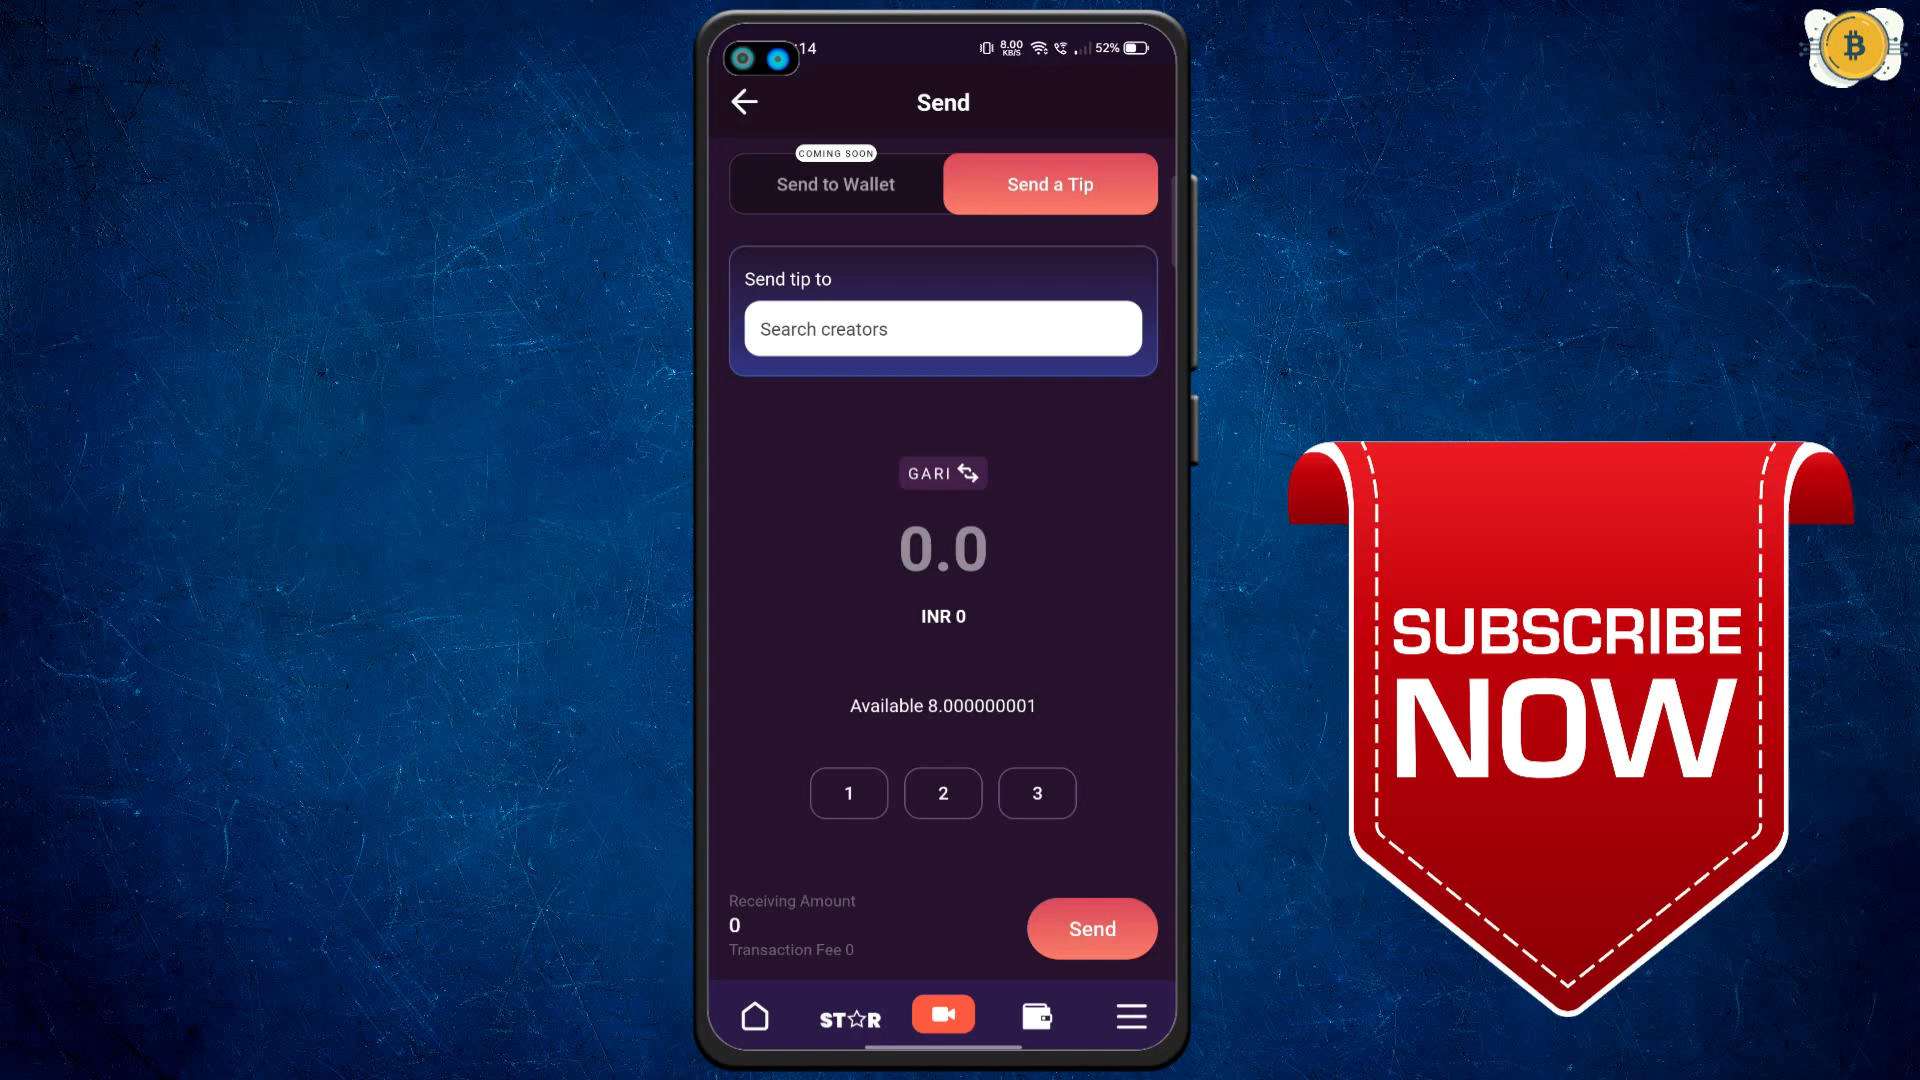 :14
8.00
KB/S
52%
Send
COMING SOON
Send to Wallet
Send a Tip
Send tip to
Search creators
GARI
0.0
INR 0
Available 8.000000001
1
2
3
Receiving Amount
0
Transaction Fee 0
Send
ST☆R
SUBSCRIBE
NOW